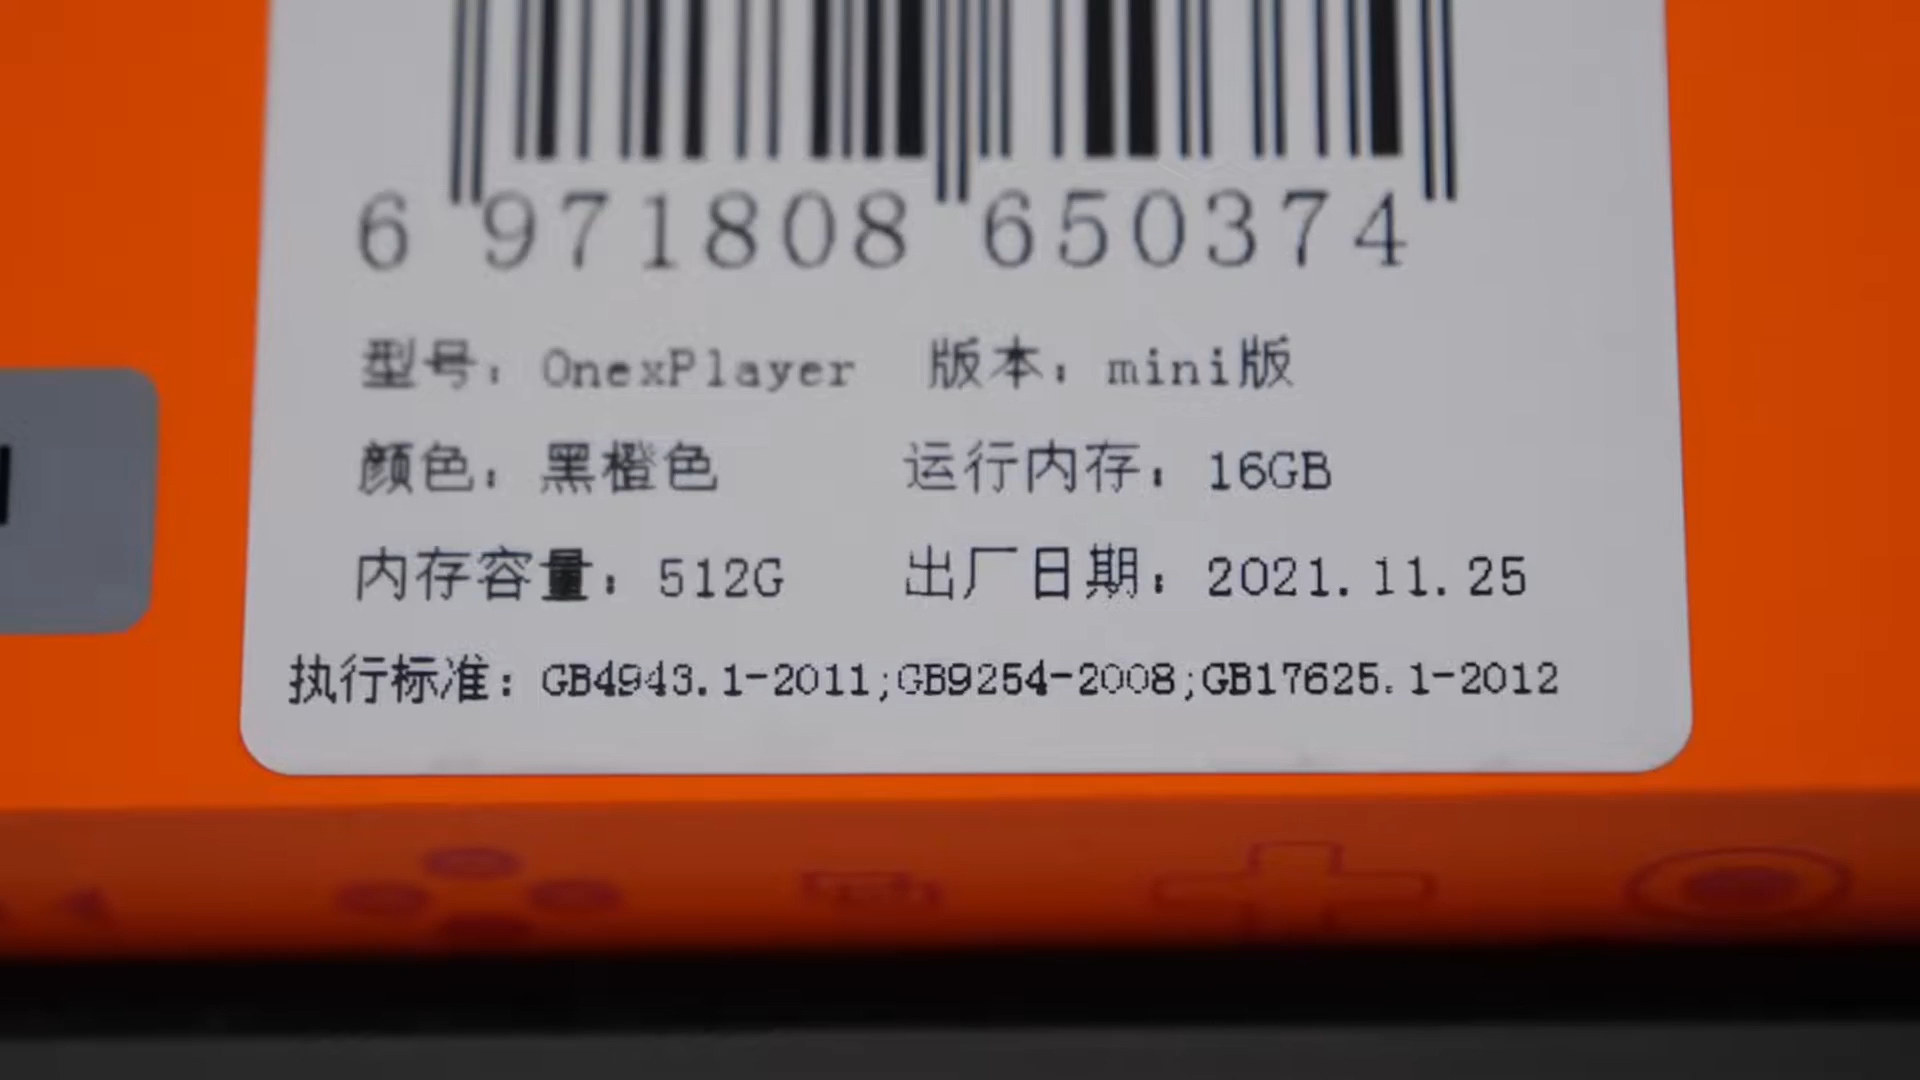 6 971808 650374
型号：OnexPlayer 版本：mini版
颜色：黑橙色 运行内存：16GB
内存容量：512G 出厂日期：2021.11.25
执行标准：GB4943.1-2011;GB9254-2008;GB17625.1-2012